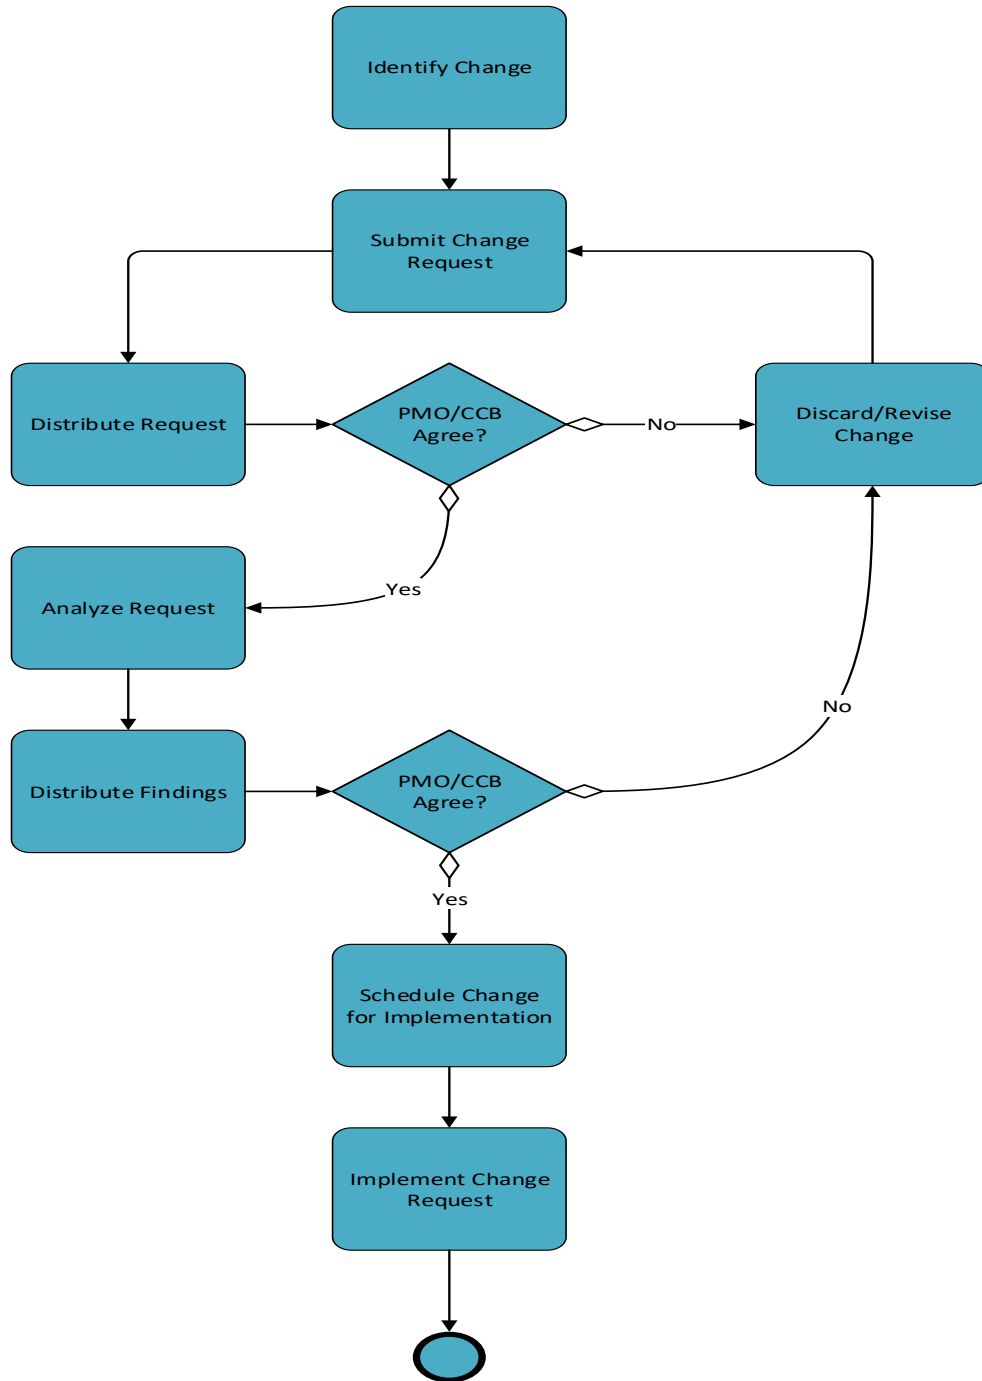 Identify Change
Submit Change
Request
Distribute Request
PMO/CCB
Agree?
No
Discard/Revise
Change
Yes
Analyze Request
No
Distribute Findings
PMO/CCB
Agree?
Yes
Schedule Change
for Implementation
Implement Change
Request